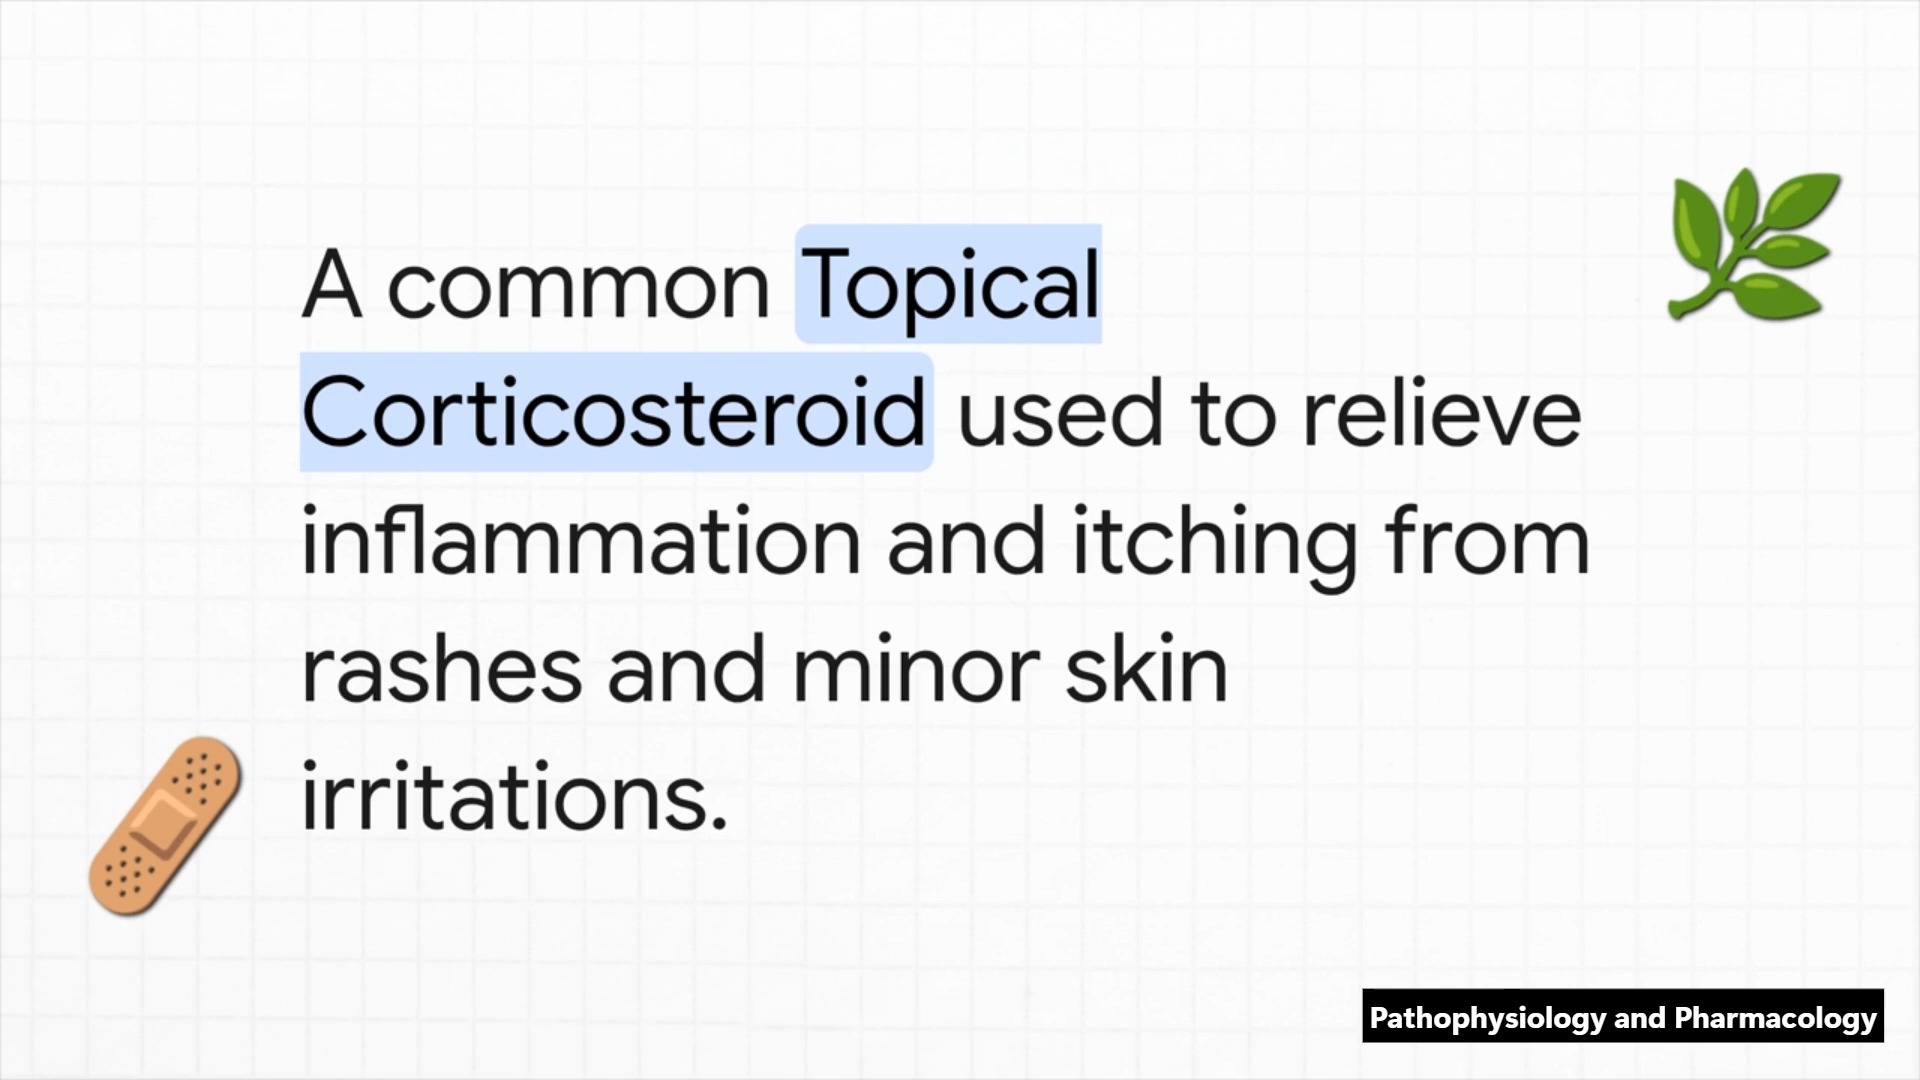 A common Topical
Corticosteroid used to relieve
inflammation and itching from
rashes and minor skin
irritations.
Pathophysiology and Pharmacology